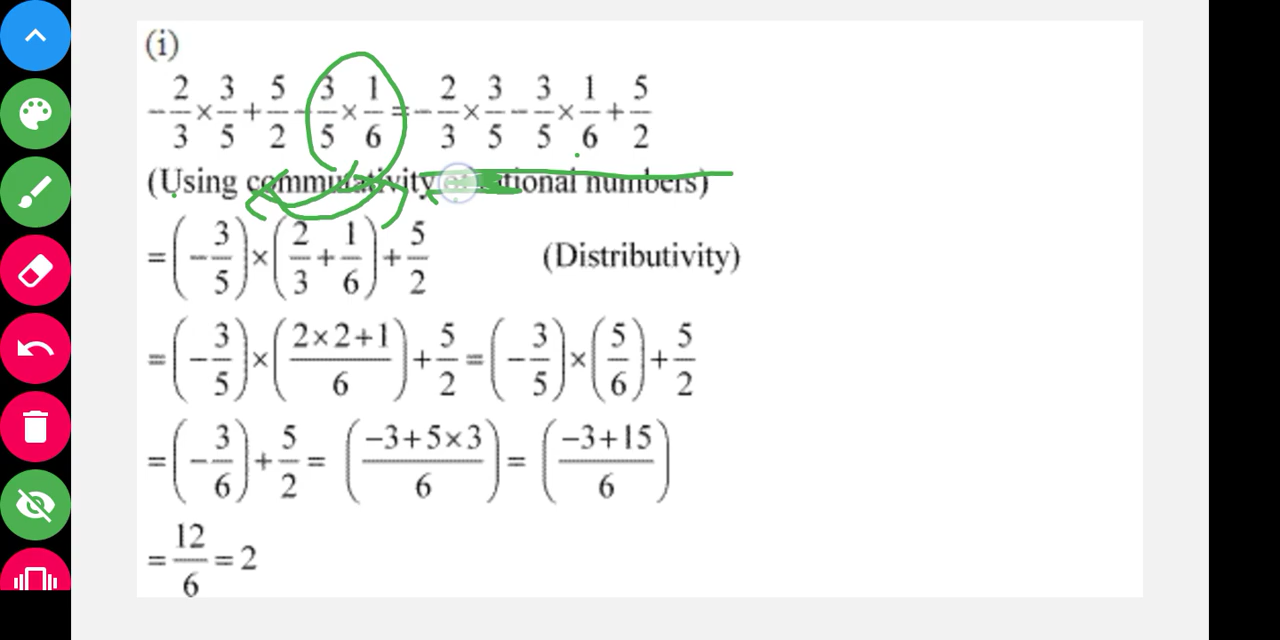 (i)
−2/3 × 3/5 + 5/2 − 3/5 × 1/6 = −2/3 × 3/5 − 3/5 × 1/6 + 5/2
(Using commutativity of rational numbers)
= (−3/5) × (2/3 + 1/6) + 5/2 (Distributivity)
= (−3/5) × ((2×2+1)/6) + 5/2 = (−3/5) × (5/6) + 5/2
= (−3/6) + 5/2 = ((−3+5×3)/6) = ((−3+15)/6)
= 12/6 = 2